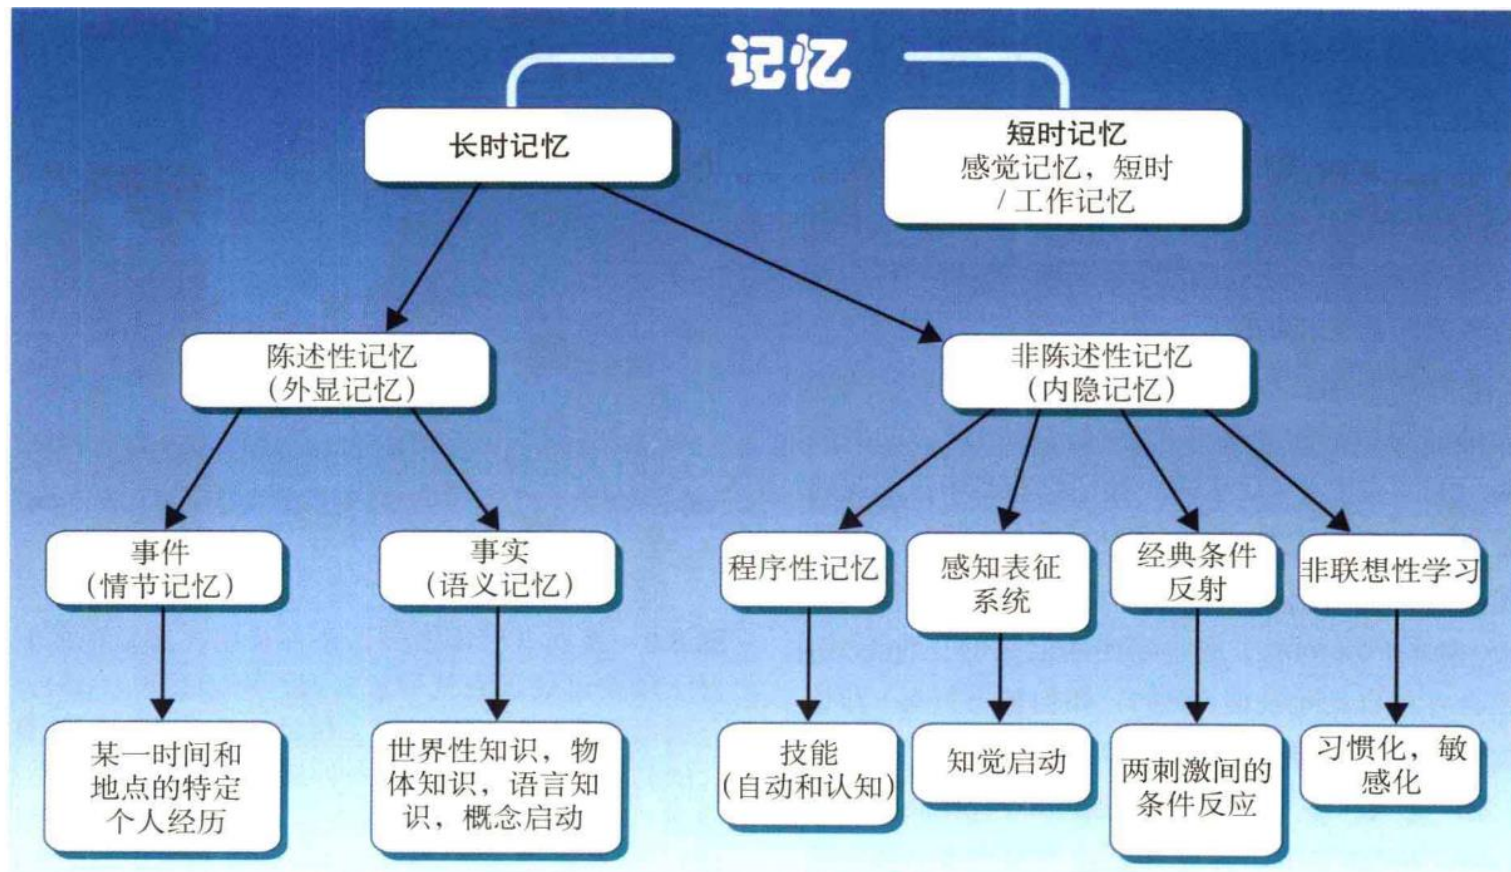 记忆
长时记忆
短时记忆
感觉记忆，短时
/工作记忆
陈述性记忆
（外显记忆）
非陈述性记忆
（内隐记忆）
事件
（情节记忆）
事实
（语义记忆）
程序性记忆
感知表征
系统
经典条件
反射
非联想性学习
某一时间和
地点的特定
个人经历
世界性知识，物
体知识，语言知
识，概念启动
技能
（自动和认知）
知觉启动
两刺激间的
条件反应
习惯化，敏
感化